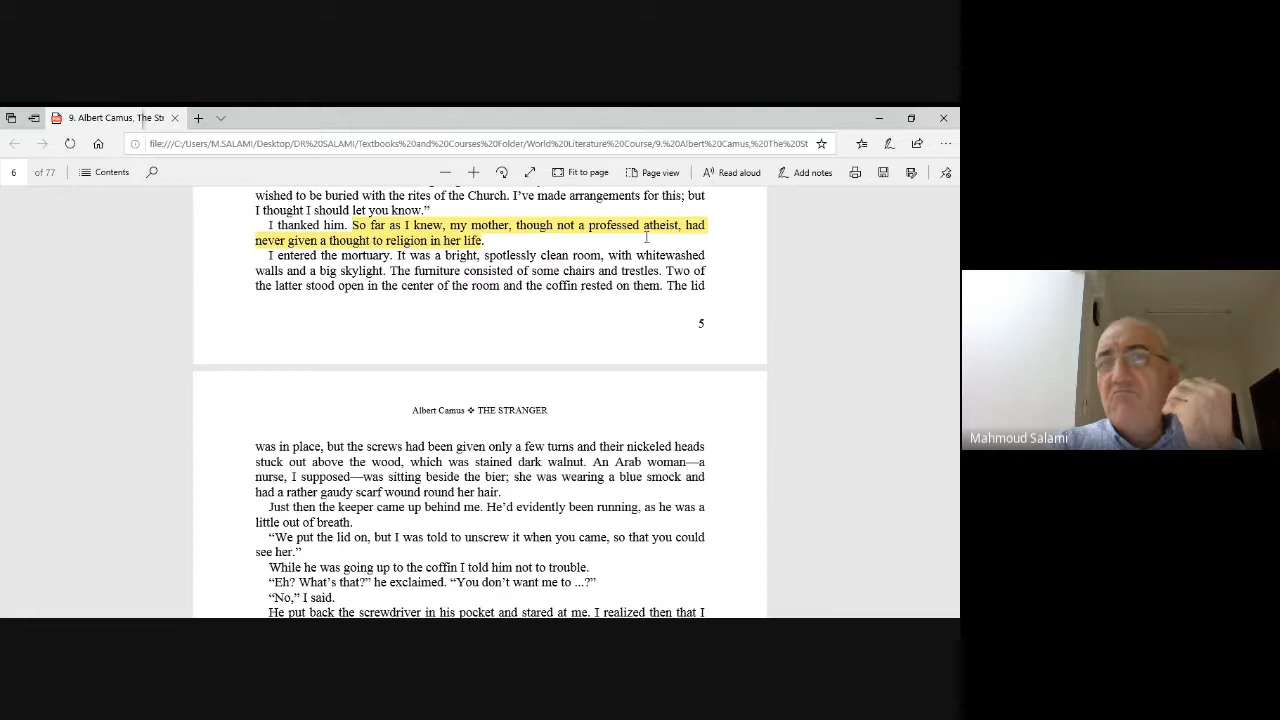 9. Albert Camus, The Str
file:///C:/Users/M.SALAMI/Desktop/DR%20SALAMI/Textbooks%20and%20Courses%20Folder/World%20Literature%20Course/9.%20Albert%20Camus,%20The%20St
6 of 77 Contents Fit to page Page view Read aloud Add notes
wished to be buried with the rites of the Church. I've made arrangements for this; but
I thought I should let you know.”
I thanked him. So far as I knew, my mother, though not a professed atheist, had
never given a thought to religion in her life.
I entered the mortuary. It was a bright, spotlessly clean room, with whitewashed
walls and a big skylight. The furniture consisted of some chairs and trestles. Two of
the latter stood open in the center of the room and the coffin rested on them. The lid
5
Albert Camus ❖ THE STRANGER
was in place, but the screws had been given only a few turns and their nickeled heads
stuck out above the wood, which was stained dark walnut. An Arab woman—a
nurse, I supposed—was sitting beside the bier; she was wearing a blue smock and
had a rather gaudy scarf wound round her hair.
Just then the keeper came up behind me. He'd evidently been running, as he was a
little out of breath.
“We put the lid on, but I was told to unscrew it when you came, so that you could
see her.”
While he was going up to the coffin I told him not to trouble.
“Eh? What's that?” he exclaimed. “You don't want me to ...?”
“No,” I said.
He put back the screwdriver in his pocket and stared at me. I realized then that I
Mahmoud Salami